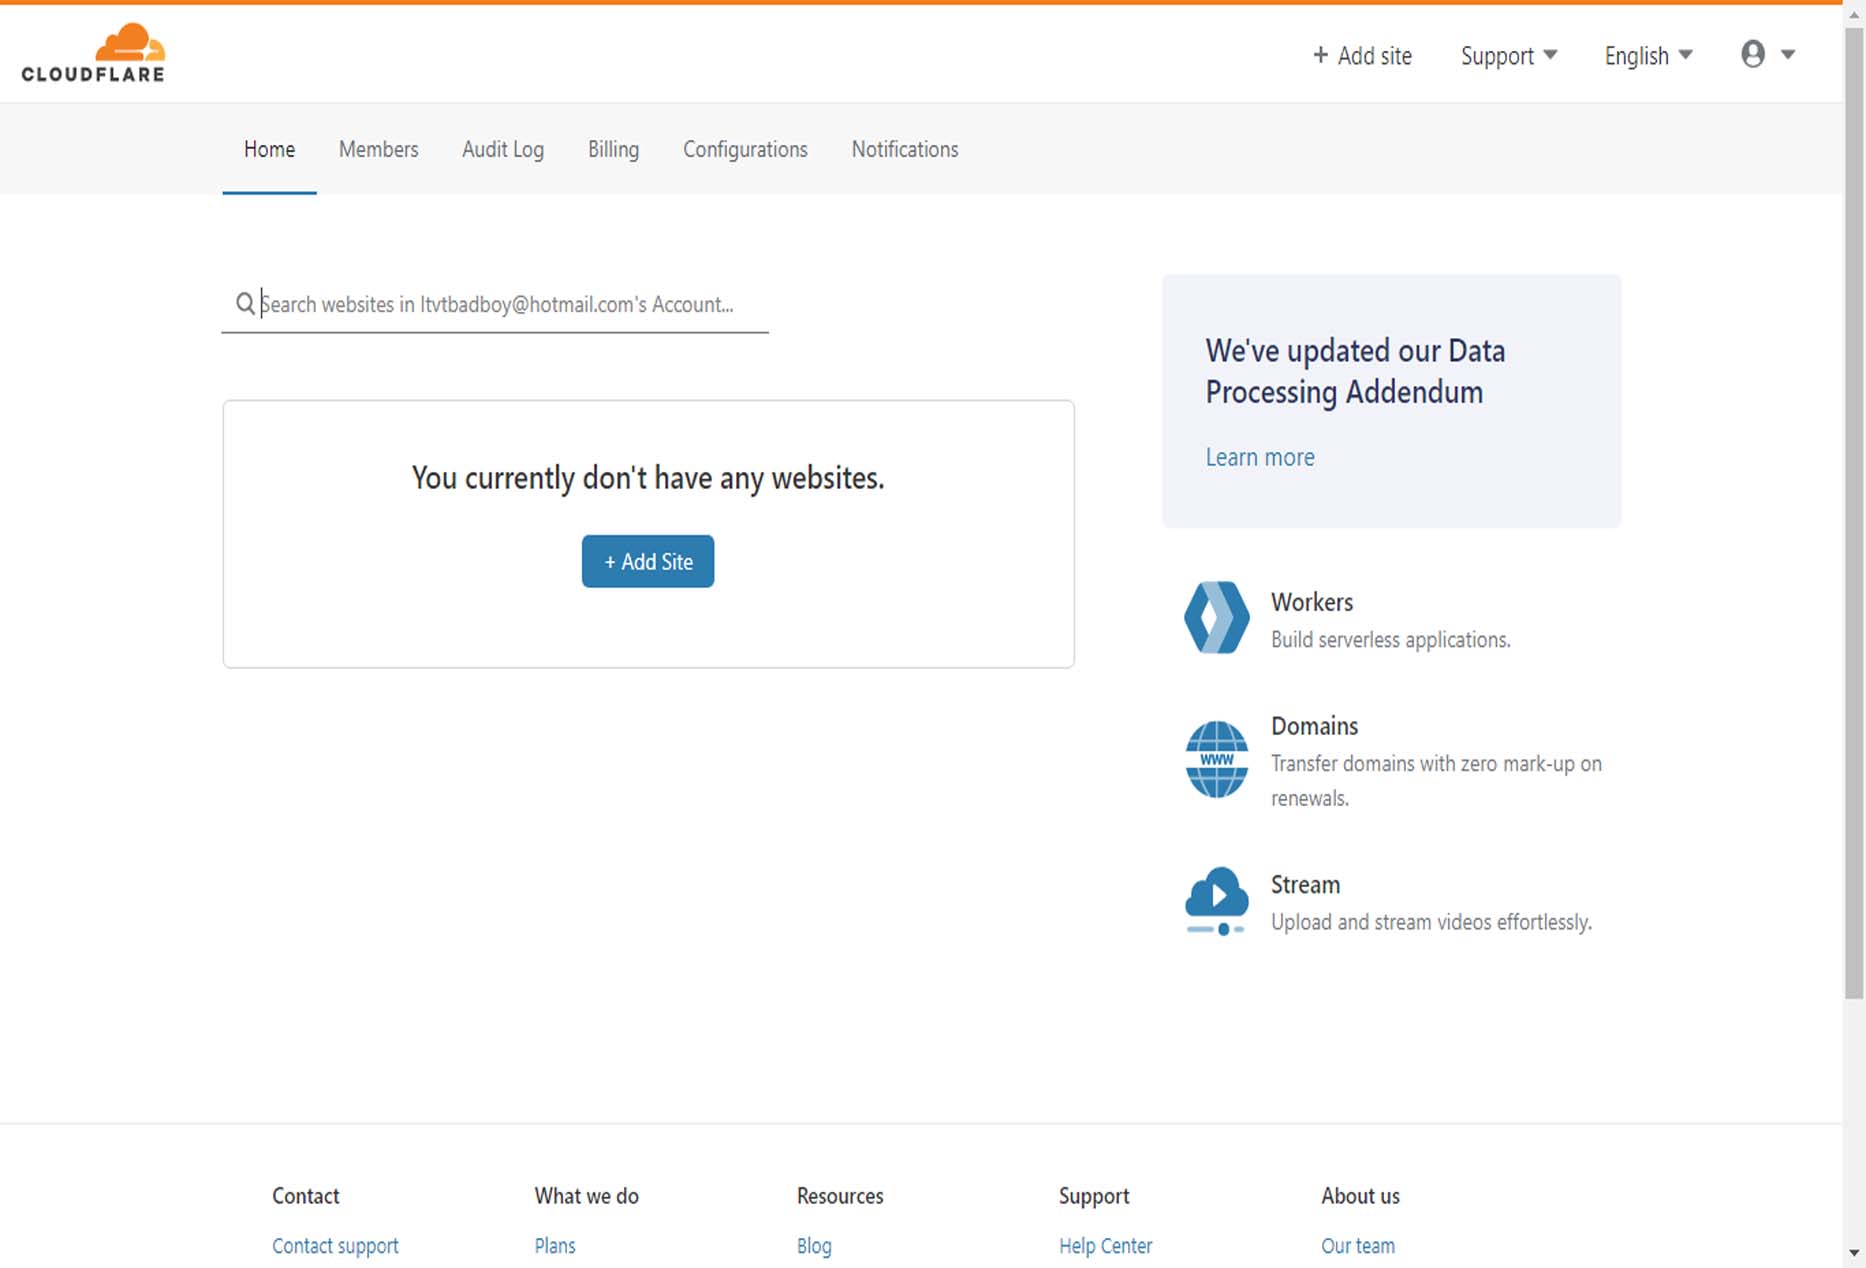 CLOUDFLARE
+ Add site
Support
English
Home
Members
Audit Log
Billing
Configurations
Notifications
Search websites in ltvtbadboy@hotmail.com's Account...
You currently don't have any websites.
+ Add Site
We've updated our Data
Processing Addendum
Learn more
Workers
Build serverless applications.
WWW
Domains
Transfer domains with zero mark-up on
renewals.
Stream
Upload and stream videos effortlessly.
Contact
Contact support
What we do
Plans
Resources
Blog
Support
Help Center
About us
Our team